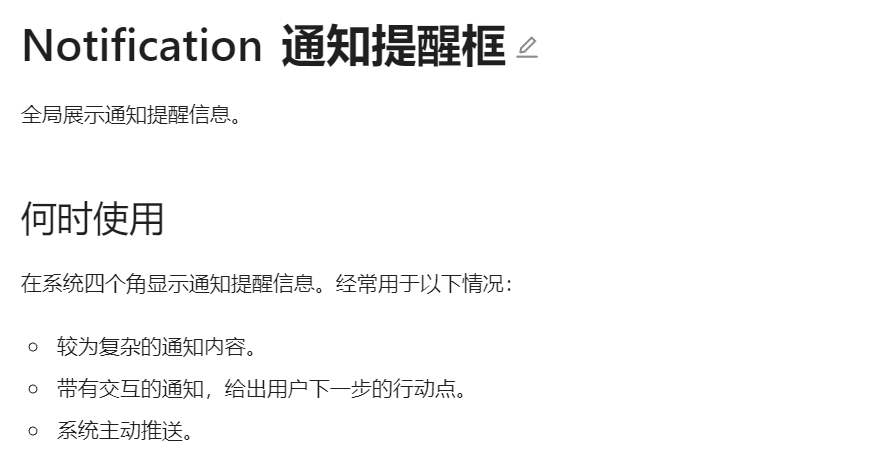 Notification 通知提醒框
全局展示通知提醒信息。
何时使用
在系统四个角显示通知提醒信息。经常用于以下情况：
较为复杂的通知内容。
带有交互的通知，给出用户下一步的行动点。
系统主动推送。